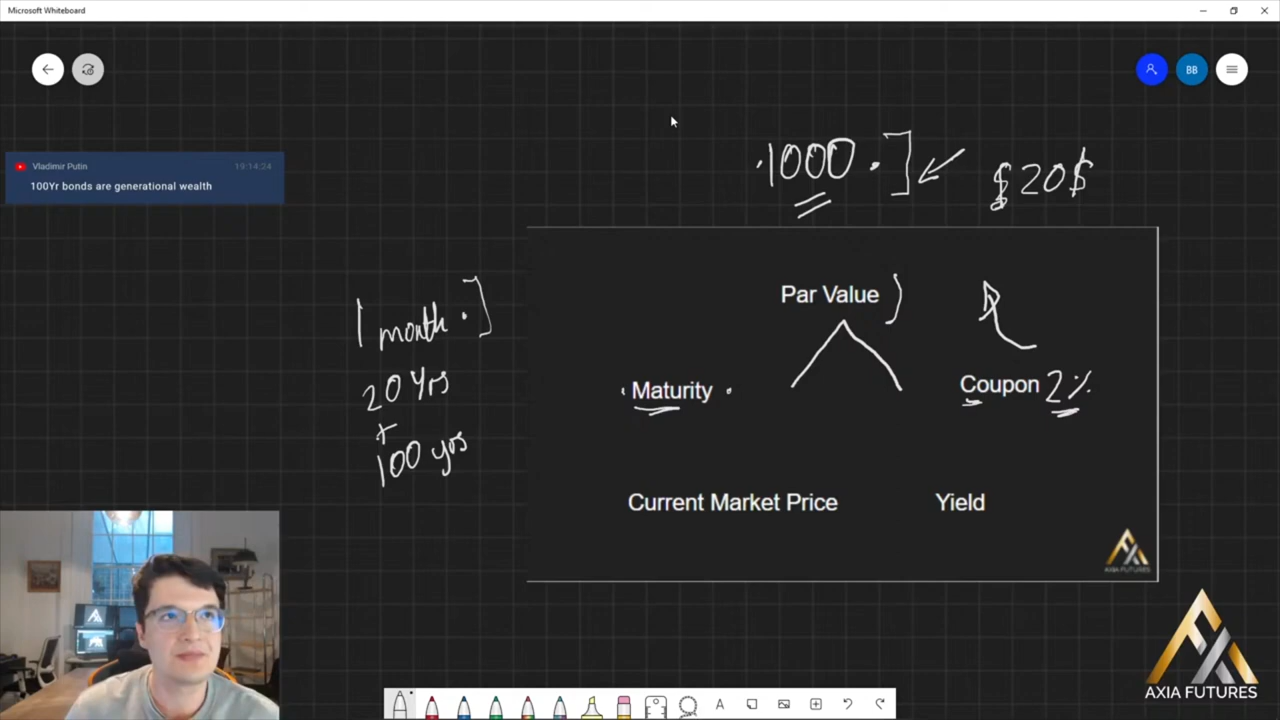 Microsoft Whiteboard
BB
Vladimir Putin 19:14:24
100Yr bonds are generational wealth
1000
$20$
1 month
20 Yrs
+
100 yrs
Par Value
Maturity
Coupon 2%
Current Market Price
Yield
AXIA FUTURES
A
AXIA FUTURES